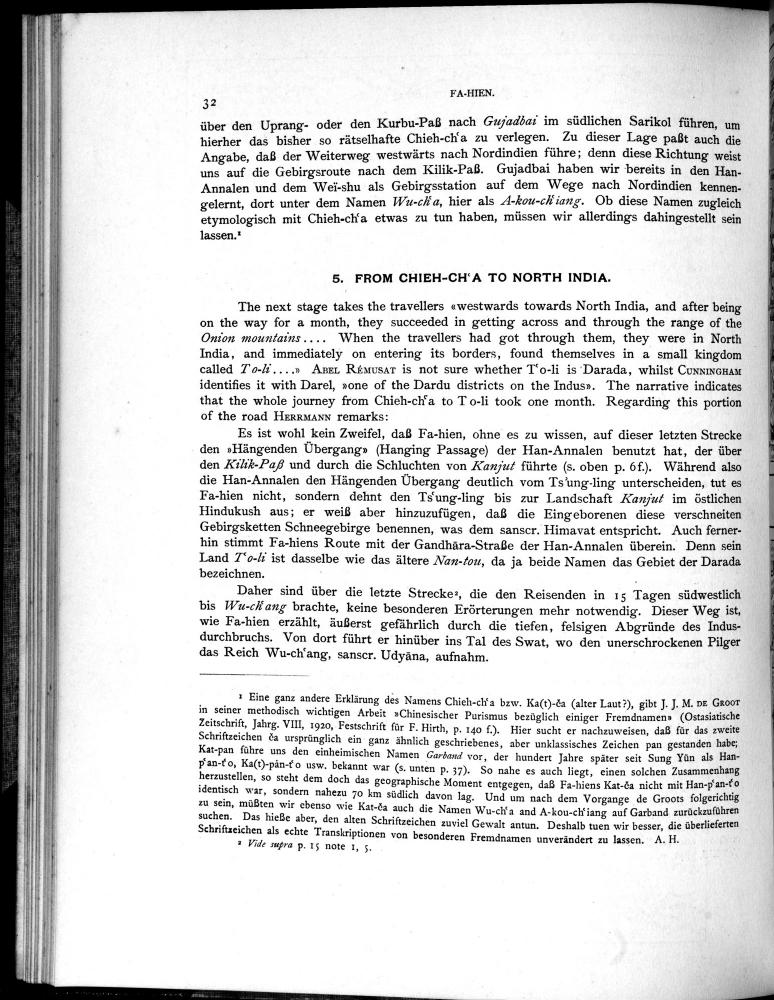 FA-HIEN.
32
über den Uprang- oder den Kurbu-Paß nach Gujadbai im südlichen Sarikol führen, um
hierher das bisher so rätselhafte Chieh-chʻa zu verlegen. Zu dieser Lage paßt auch die
Angabe, daß der Weiterweg westwärts nach Nordindien führe; denn diese Richtung weist
uns auf die Gebirgsroute nach dem Kilik-Paß. Gujadbai haben wir bereits in den Han-
Annalen und dem Weï-shu als Gebirgsstation auf dem Wege nach Nordindien kennen-
gelernt, dort unter dem Namen Wu-chʻa, hier als A-kou-chʻiang. Ob diese Namen zugleich
etymologisch mit Chieh-chʻa etwas zu tun haben, müssen wir allerdings dahingestellt sein
lassen.¹
5. FROM CHIEH-CHʻA TO NORTH INDIA.
The next stage takes the travellers «westwards towards North India, and after being
on the way for a month, they succeeded in getting across and through the range of the
Onion mountains.... When the travellers had got through them, they were in North
India, and immediately on entering its borders, found themselves in a small kingdom
called Tʻo-li....» ABEL RÉMUSAT is not sure whether Tʻo-li is Darada, whilst CUNNINGHAM
identifies it with Darel, »one of the Dardu districts on the Indus». The narrative indicates
that the whole journey from Chieh-chʻa to Tʻo-li took one month. Regarding this portion
of the road HERRMANN remarks:
Es ist wohl kein Zweifel, daß Fa-hien, ohne es zu wissen, auf dieser letzten Strecke
den »Hängenden Übergang» (Hanging Passage) der Han-Annalen benutzt hat, der über
den Kilik-Paß und durch die Schluchten von Kanjut führte (s. oben p. 6f.). Während also
die Han-Annalen den Hängenden Übergang deutlich vom Tsʻung-ling unterscheiden, tut es
Fa-hien nicht, sondern dehnt den Tsʻung-ling bis zur Landschaft Kanjut im östlichen
Hindukush aus; er weiß aber hinzuzufügen, daß die Eingeborenen diese verschneiten
Gebirgsketten Schneegebirge benennen, was dem sanscr. Himavat entspricht. Auch ferner-
hin stimmt Fa-hiens Route mit der Gandhāra-Straße der Han-Annalen überein. Denn sein
Land Tʻo-li ist dasselbe wie das ältere Nan-tou, da ja beide Namen das Gebiet der Darada
bezeichnen.
Daher sind über die letzte Strecke², die den Reisenden in 15 Tagen südwestlich
bis Wu-chʻang brachte, keine besonderen Erörterungen mehr notwendig. Dieser Weg ist,
wie Fa-hien erzählt, äußerst gefährlich durch die tiefen, felsigen Abgründe des Indus-
durchbruchs. Von dort führt er hinüber ins Tal des Swat, wo den unerschrockenen Pilger
das Reich Wu-chʻang, sanscr. Udyāna, aufnahm.
¹ Eine ganz andere Erklärung des Namens Chieh-chʻa bzw. Ka(t)-ča (alter Laut?), gibt J. J. M. DE GROOT
in seiner methodisch wichtigen Arbeit »Chinesischer Purismus bezüglich einiger Fremdnamen» (Ostasiatische
Zeitschrift, Jahrg. VIII, 1920, Festschrift für F. Hirth, p. 140 f.). Hier sucht er nachzuweisen, daß für das zweite
Schriftzeichen ča ursprünglich ein ganz ähnlich geschriebenes, aber unklassisches Zeichen pan gestanden habe;
Kat-pan führe uns den einheimischen Namen Garband vor, der hundert Jahre später seit Sung Yün als Han-
pʻan-tʻo, Ka(t)-pân-tʻo usw. bekannt war (s. unten p. 37). So nahe es auch liegt, einen solchen Zusammenhang
herzustellen, so steht dem doch das geographische Moment entgegen, daß Fa-hiens Kat-ča nicht mit Han-pʻan-tʻo
identisch war, sondern nahezu 70 km südlich davon lag. Und um nach dem Vorgange de Groots folgerichtig
zu sein, müßten wir ebenso wie Kat-ča auch die Namen Wu-chʻa and A-kou-chʻiang auf Garband zurückzuführen
suchen. Das hieße aber, den alten Schriftzeichen zuviel Gewalt antun. Deshalb tuen wir besser, die überlieferten
Schriftzeichen als echte Transkriptionen von besonderen Fremdnamen unverändert zu lassen. A. H.
² Vide supra p. 15 note 1, 5.